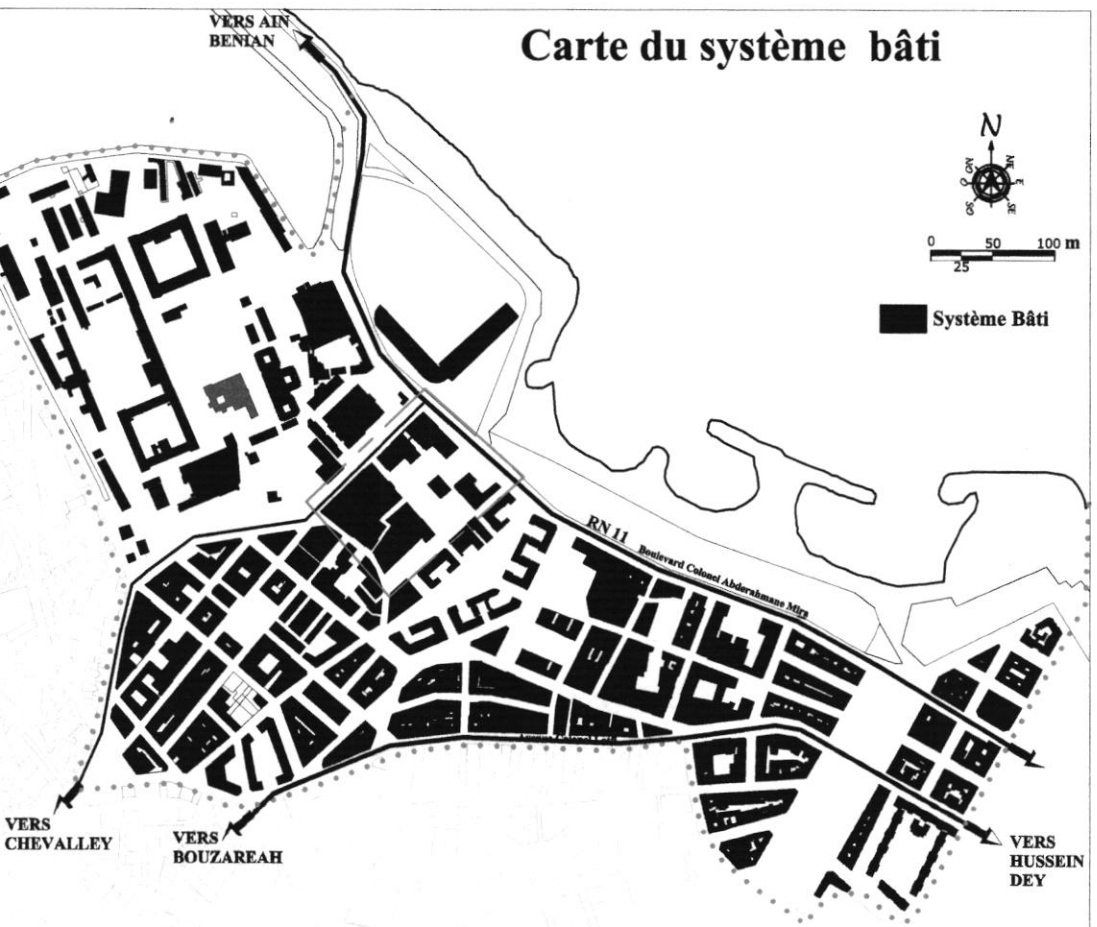 VERS AIN
BENIAN
Carte du système bâti
N
NO
NE
O
E
SO
SE
0 50 100 m
25
Système Bâti
RN 11
Boulevard Colonel Abderahmane Mira
VERS
CHEVALLEY
VERS
BOUZAREAH
VERS
HUSSEIN
DEY